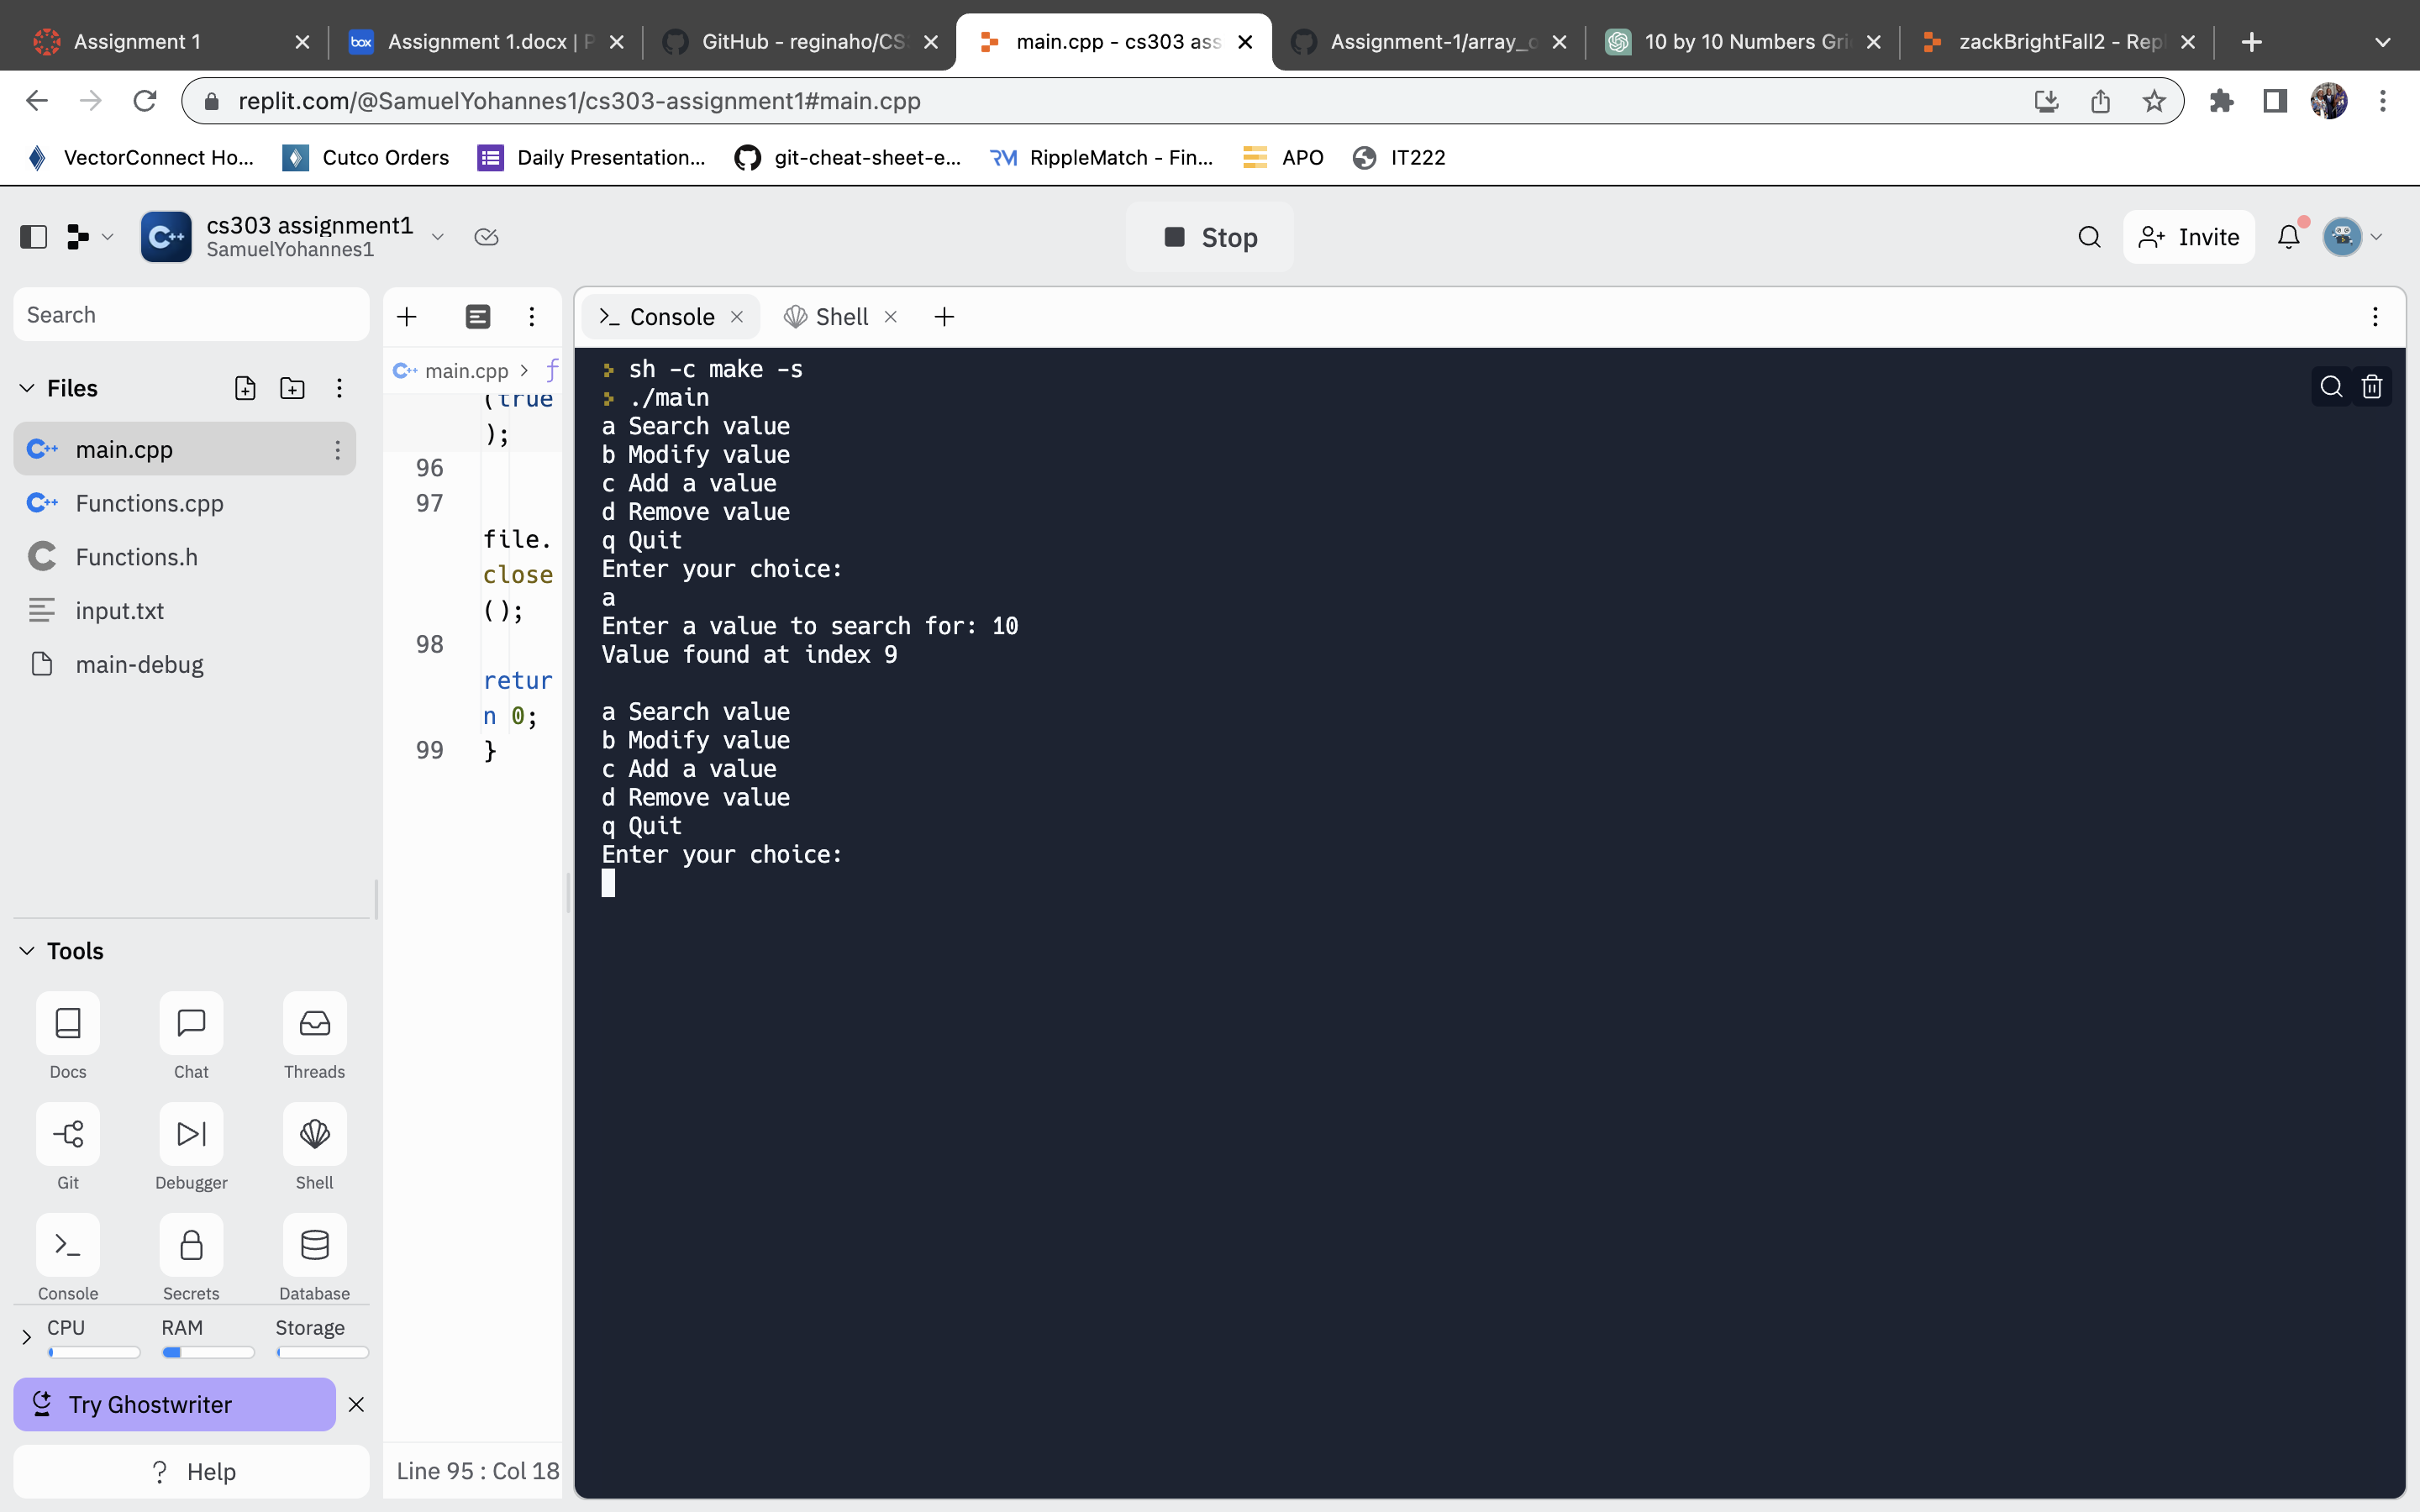 Assignment 1
box Assignment 1.docx | P
GitHub - reginaho/CS
main.cpp - cs303 ass
Assignment-1/array_o
10 by 10 Numbers Gri
zackBrightFall2 - Repl
replit.com/@SamuelYohannes1/cs303-assignment1#main.cpp
VectorConnect Ho...
Cutco Orders
Daily Presentation...
git-cheat-sheet-e...
RM RippleMatch - Fin...
APO
IT222
C++ cs303 assignment1
SamuelYohannes1
Stop
Invite
Search
Files
C++ main.cpp
C++ Functions.cpp
C Functions.h
input.txt
main-debug
Tools
Docs
Chat
Threads
Git
Debugger
Shell
Console
Secrets
Database
CPU
RAM
Storage
Try Ghostwriter
? Help
C++ main.cpp > f
(true
);
96
97
file.
close
();
98
retur
n 0;
99 }
Line 95 : Col 18
>_ Console
Shell
sh -c make -s
./main
a Search value
b Modify value
c Add a value
d Remove value
q Quit
Enter your choice:
a
Enter a value to search for: 10
Value found at index 9
a Search value
b Modify value
c Add a value
d Remove value
q Quit
Enter your choice: